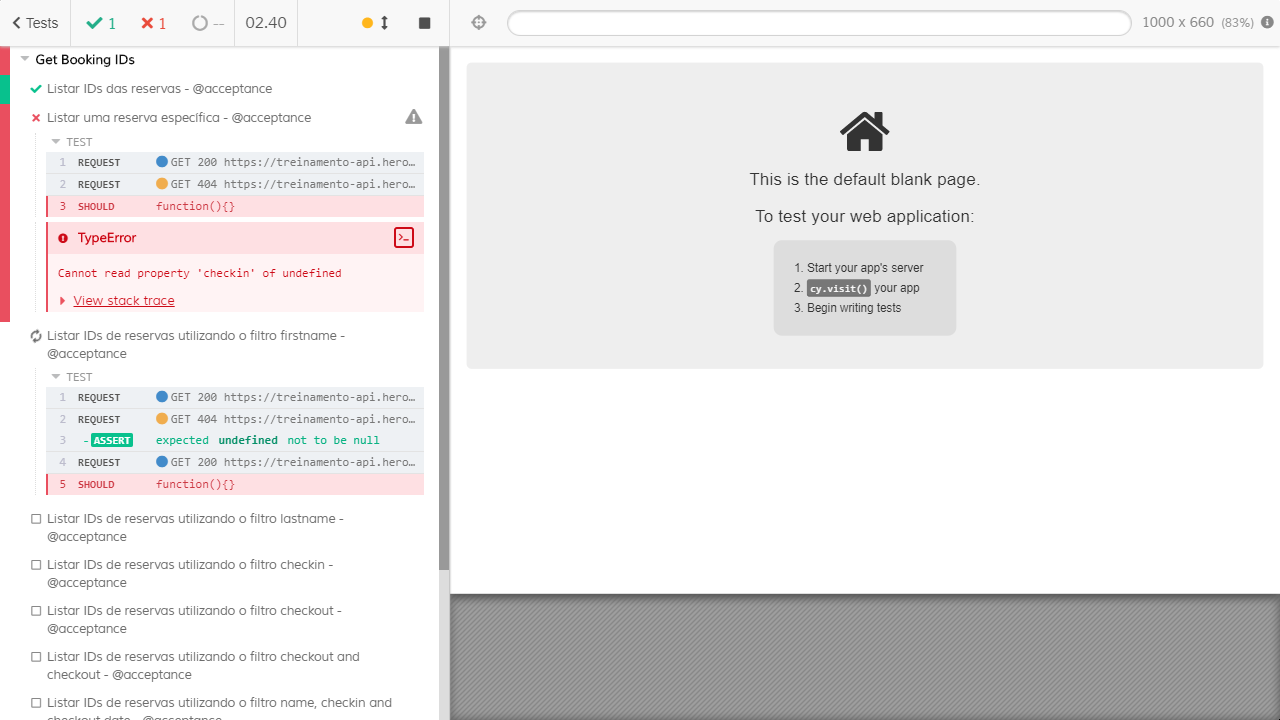 Tests 1 1 -- 02.40
1000 x 660 (83%)
Get Booking IDs
Listar IDs das reservas - @acceptance
Listar uma reserva específica - @acceptance
TEST
1 REQUEST GET 200 https://treinamento-api.hero…
2 REQUEST GET 404 https://treinamento-api.hero…
3 SHOULD function(){}
TypeError
Cannot read property 'checkin' of undefined
View stack trace
Listar IDs de reservas utilizando o filtro firstname -
@acceptance
TEST
1 REQUEST GET 200 https://treinamento-api.hero…
2 REQUEST GET 404 https://treinamento-api.hero…
3 -ASSERT expected undefined not to be null
4 REQUEST GET 200 https://treinamento-api.hero…
5 SHOULD function(){}
Listar IDs de reservas utilizando o filtro lastname -
@acceptance
Listar IDs de reservas utilizando o filtro checkin -
@acceptance
Listar IDs de reservas utilizando o filtro checkout -
@acceptance
Listar IDs de reservas utilizando o filtro checkout and
checkout - @acceptance
Listar IDs de reservas utilizando o filtro name, checkin and
checkout date - @acceptance
This is the default blank page.
To test your web application:
1. Start your app's server
2. cy.visit() your app
3. Begin writing tests